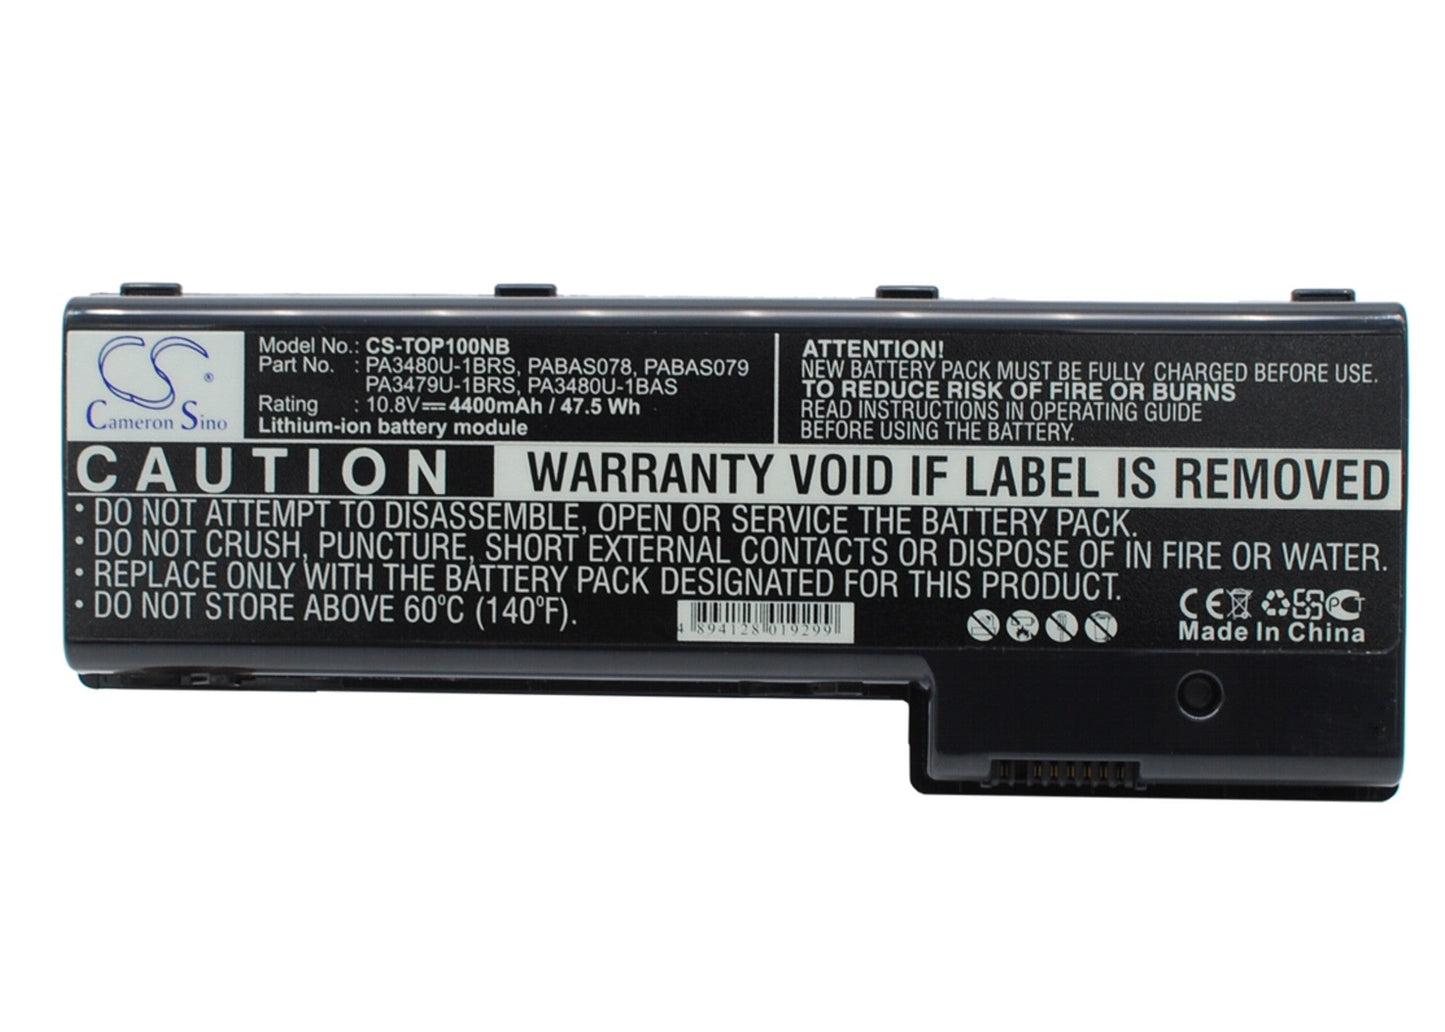 CS
®
Cameron Sino
Model No.: CS-TOP100NB
Part No. : PA3480U-1BRS, PABAS078, PABAS079
PA3479U-1BRS, PA3480U-1BAS
Rating : 10.8V⎓4400mAh / 47.5 Wh
Lithium-ion battery module
ATTENTION!
NEW BATTERY PACK MUST BE FULLY CHARGED BEFORE USE.
TO REDUCE RISK OF FIRE OR BURNS
READ INSTRUCTIONS IN OPERATING GUIDE
BEFORE USING THE BATTERY.
CAUTION
WARRANTY VOID IF LABEL IS REMOVED
• DO NOT ATTEMPT TO DISASSEMBLE, OPEN OR SERVICE THE BATTERY PACK.
• DO NOT CRUSH, PUNCTURE, SHORT EXTERNAL CONTACTS OR DISPOSE OF IN FIRE OR WATER.
• REPLACE ONLY WITH THE BATTERY PACK DESIGNATED FOR THIS PRODUCT.
• DO NOT STORE ABOVE 60°C (140°F).
4 894128 019299
CE
Made In China